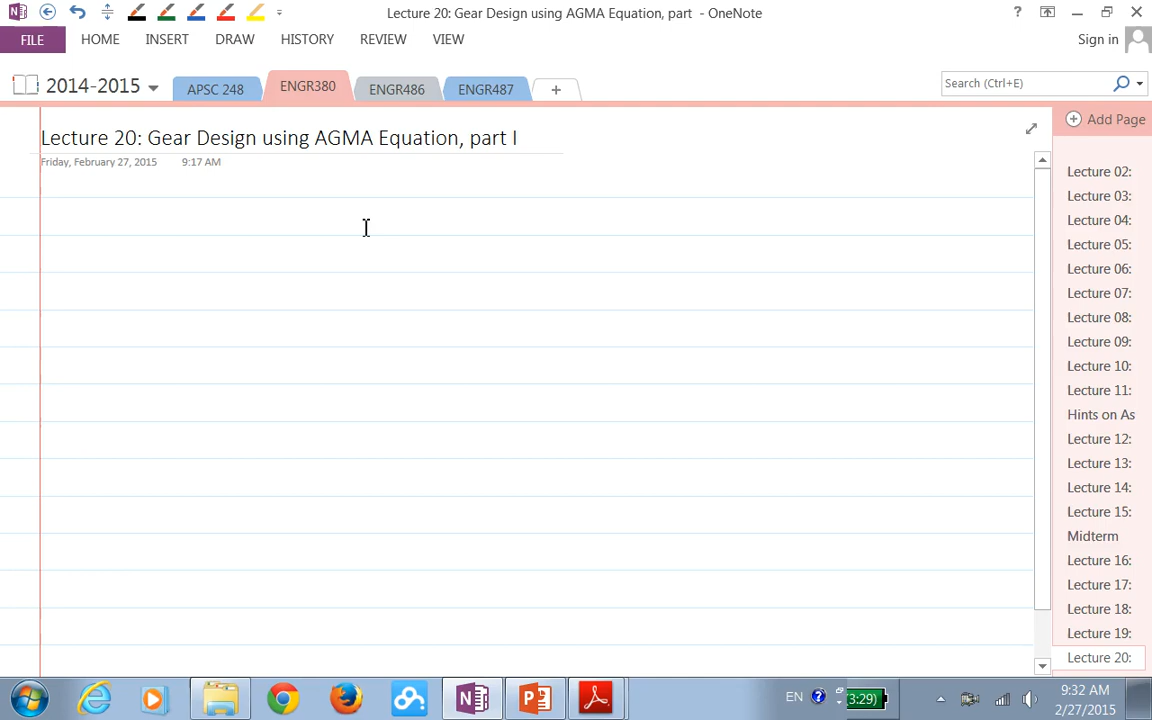 Lecture 20: Gear Design using AGMA Equation, part - OneNote
?
FILE
HOME
INSERT
DRAW
HISTORY
REVIEW
VIEW
Sign in
2014-2015
APSC 248
ENGR380
ENGR486
ENGR487
+
Search (Ctrl+E)
Lecture 20: Gear Design using AGMA Equation, part I
Friday, February 27, 2015 9:17 AM
Add Page
Lecture 02:
Lecture 03:
Lecture 04:
Lecture 05:
Lecture 06:
Lecture 07:
Lecture 08:
Lecture 09:
Lecture 10:
Lecture 11:
Hints on As
Lecture 12:
Lecture 13:
Lecture 14:
Lecture 15:
Midterm
Lecture 16:
Lecture 17:
Lecture 18:
Lecture 19:
Lecture 20:
EN
3:29)
9:32 AM
2/27/2015